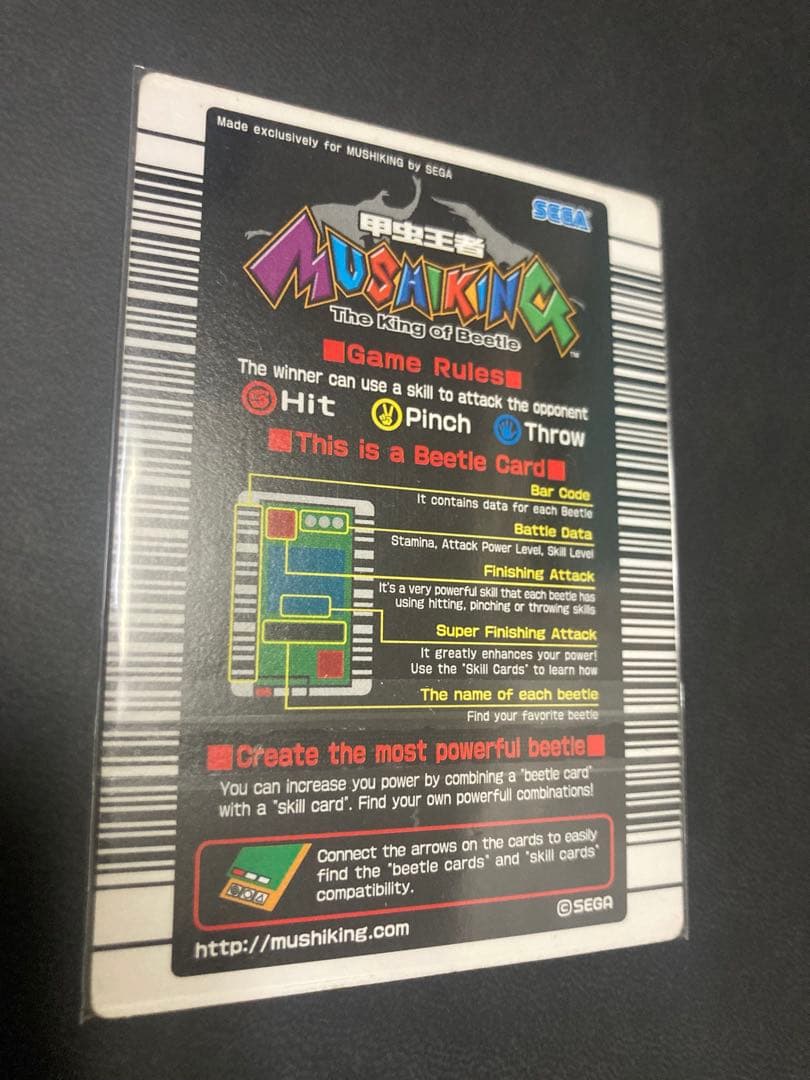 Made exclusively for MUSHIKING by SEGA
SEGA
甲虫王者
MUSHIKING
The King of Beetle
TM
■Game Rules■
The winner can use a skill to attack the opponent
Hit Pinch Throw
■This is a Beetle Card■
Bar Code
It contains data for each Beetle
Battle Data
Stamina, Attack Power Level, Skill Level
Finishing Attack
It's a very powerful skill that each beetle has
using hitting, pinching or throwing skills
Super Finishing Attack
It greatly enhances your power!
Use the "Skill Cards" to learn how
The name of each beetle
Find your favorite beetle
■Create the most powerful beetle■
You can increase you power by combining a "beetle card"
with a "skill card". Find your own powerfull combinations!
Connect the arrows on the cards to easily
find the "beetle cards" and "skill cards"
compatibility.
©SEGA
http://mushiking.com